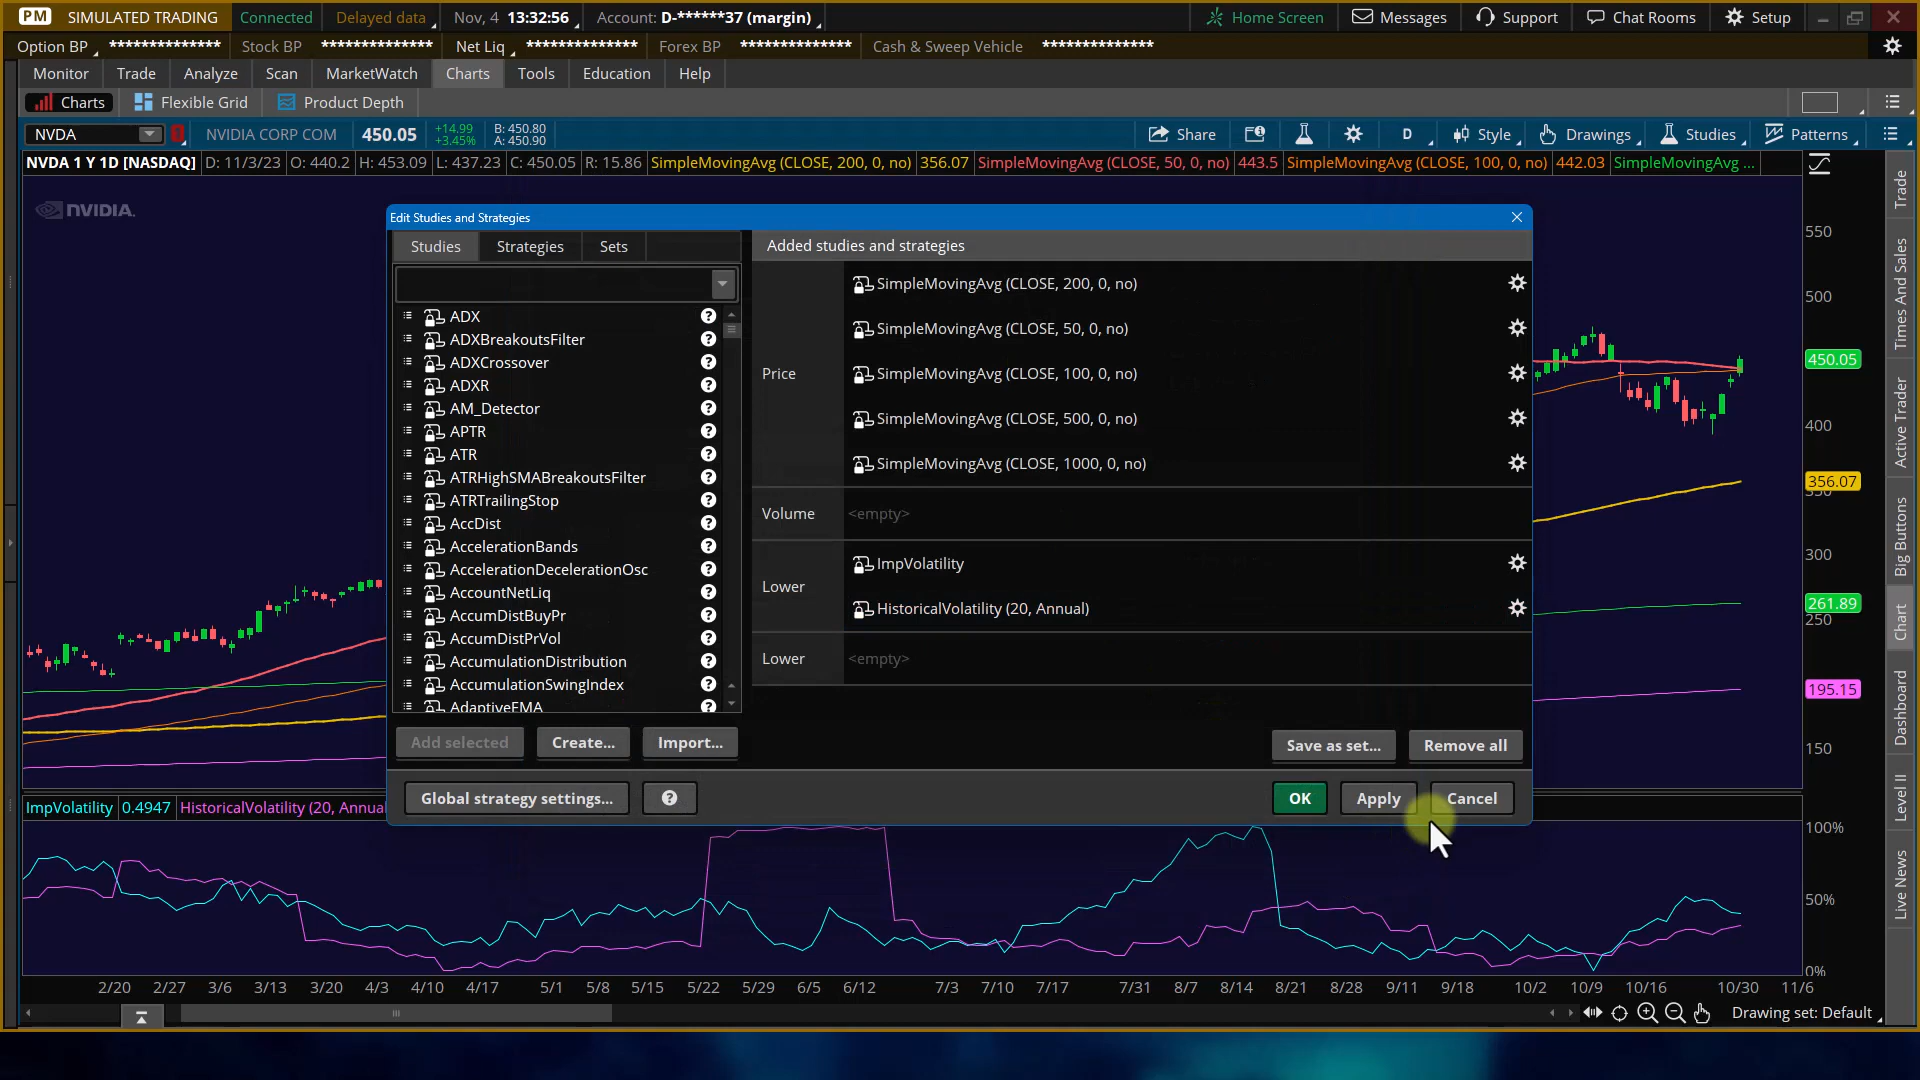 PM SIMULATED TRADING Connected Delayed data Nov, 4 13:32:56 Account: D-******37 (margin) Home Screen Messages Support Chat Rooms Setup
Option BP ************** Stock BP ************** Net Liq ************** Forex BP ************** Cash & Sweep Vehicle **************
Monitor Trade Analyze Scan MarketWatch Charts Tools Education Help
Charts Flexible Grid Product Depth
NVDA NVIDIA CORP COM 450.05 +14.99 +3.45% B: 450.80 A: 450.90 Share D Style Drawings Studies Patterns
NVDA 1 Y 1D [NASDAQ] D: 11/3/23 O: 440.2 H: 453.09 L: 437.23 C: 450.05 R: 15.86 SimpleMovingAvg (CLOSE, 200, 0, no) 356.07 SimpleMovingAvg (CLOSE, 50, 0, no) 443.5 SimpleMovingAvg (CLOSE, 100, 0, no) 442.03 SimpleMovingAvg ...
NVIDIA.
Edit Studies and Strategies
Studies Strategies Sets
ADX
ADXBreakoutsFilter
ADXCrossover
ADXR
AM_Detector
APTR
ATR
ATRHighSMABreakoutsFilter
ATRTrailingStop
AccDist
AccelerationBands
AccelerationDecelerationOsc
AccountNetLiq
AccumDistBuyPr
AccumDistPrVol
AccumulationDistribution
AccumulationSwingIndex
AdaptiveEMA
Add selected Create... Import...
Added studies and strategies
Price
SimpleMovingAvg (CLOSE, 200, 0, no)
SimpleMovingAvg (CLOSE, 50, 0, no)
SimpleMovingAvg (CLOSE, 100, 0, no)
SimpleMovingAvg (CLOSE, 500, 0, no)
SimpleMovingAvg (CLOSE, 1000, 0, no)
Volume <empty>
Lower
ImpVolatility
HistoricalVolatility (20, Annual)
Lower <empty>
Save as set... Remove all
Global strategy settings... ? OK Apply Cancel
550
500
450.05
400
356.07
300
261.89
250
195.15
150
Trade
Times And Sales
Active Trader
Big Buttons
Chart
Dashboard
Level II
Live News
ImpVolatility 0.4947 HistoricalVolatility (20, Annual
100%
50%
0%
2/20 2/27 3/6 3/13 3/20 4/3 4/10 4/17 5/1 5/8 5/15 5/22 5/29 6/5 6/12 7/3 7/10 7/17 7/31 8/7 8/14 8/21 8/28 9/11 9/18 10/2 10/9 10/16 10/30 11/6
Drawing set: Default